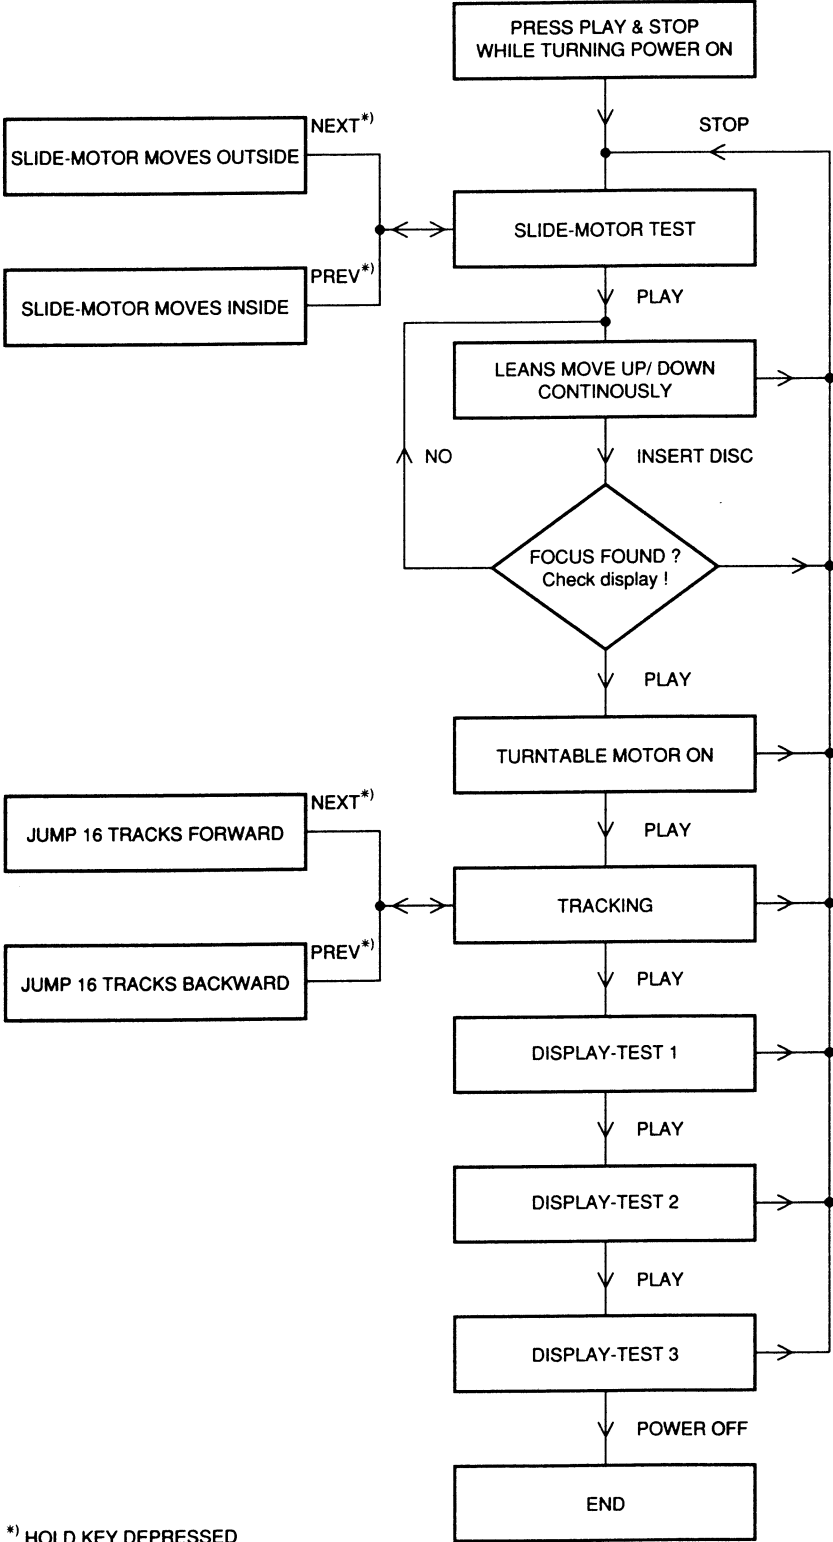 PRESS PLAY & STOP
WHILE TURNING POWER ON
STOP
NEXT*)
SLIDE-MOTOR MOVES OUTSIDE
SLIDE-MOTOR TEST
PREV*)
SLIDE-MOTOR MOVES INSIDE
PLAY
LEANS MOVE UP/ DOWN
CONTINOUSLY
NO
INSERT DISC
FOCUS FOUND ?
Check display !
PLAY
TURNTABLE MOTOR ON
NEXT*)
JUMP 16 TRACKS FORWARD
PLAY
TRACKING
PREV*)
JUMP 16 TRACKS BACKWARD
PLAY
DISPLAY-TEST 1
PLAY
DISPLAY-TEST 2
PLAY
DISPLAY-TEST 3
POWER OFF
END
*) HOLD KEY DEPRESSED